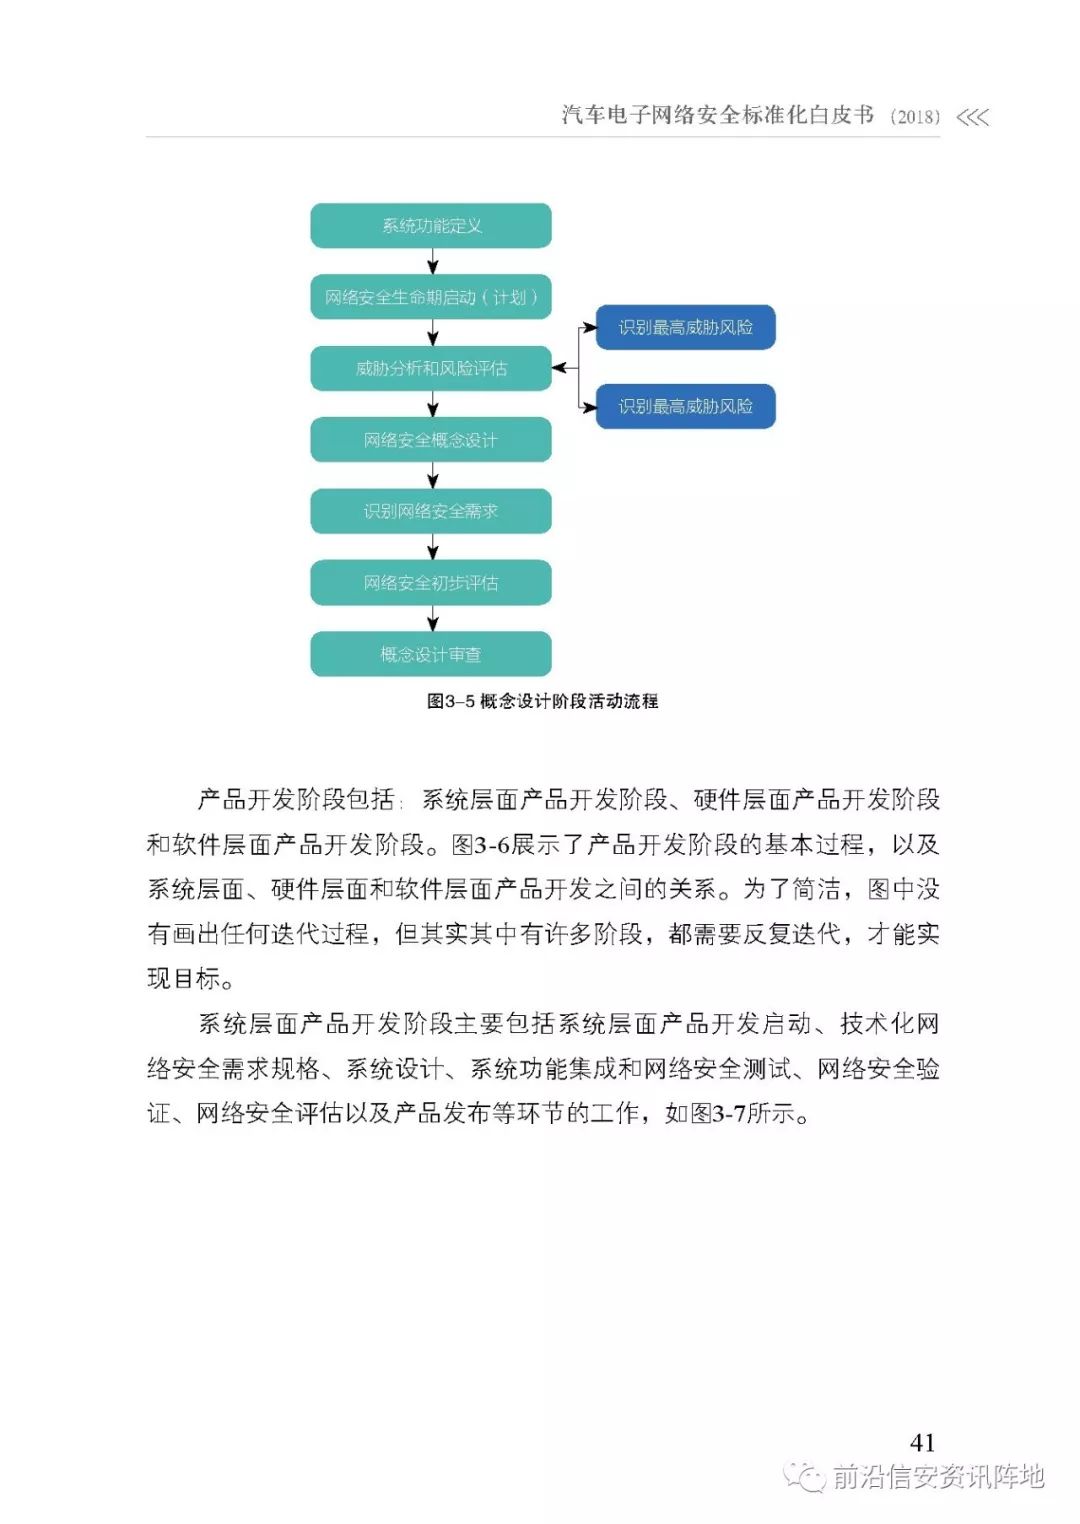 汽车电子网络安全标准化白皮书 (2018)
系统功能定义
网络安全生命期启动（计划）
识别最高威胁风险
威胁分析和风险评估
识别最高威胁风险
网络安全概念设计
识别网络安全需求
网络安全初步评估
概念设计审查
图3-5 概念设计阶段活动流程
产品开发阶段包括：系统层面产品开发阶段、硬件层面产品开发阶段
和软件层面产品开发阶段。图3-6展示了产品开发阶段的基本过程，以及
系统层面、硬件层面和软件层面产品开发之间的关系。为了简洁，图中没
有画出任何迭代过程，但其实其中有许多阶段，都需要反复迭代，才能实
现目标。
系统层面产品开发阶段主要包括系统层面产品开发启动、技术化网
络安全需求规格、系统设计、系统功能集成和网络安全测试、网络安全验
证、网络安全评估以及产品发布等环节的工作，如图3-7所示。
41
前沿信安资讯阵地